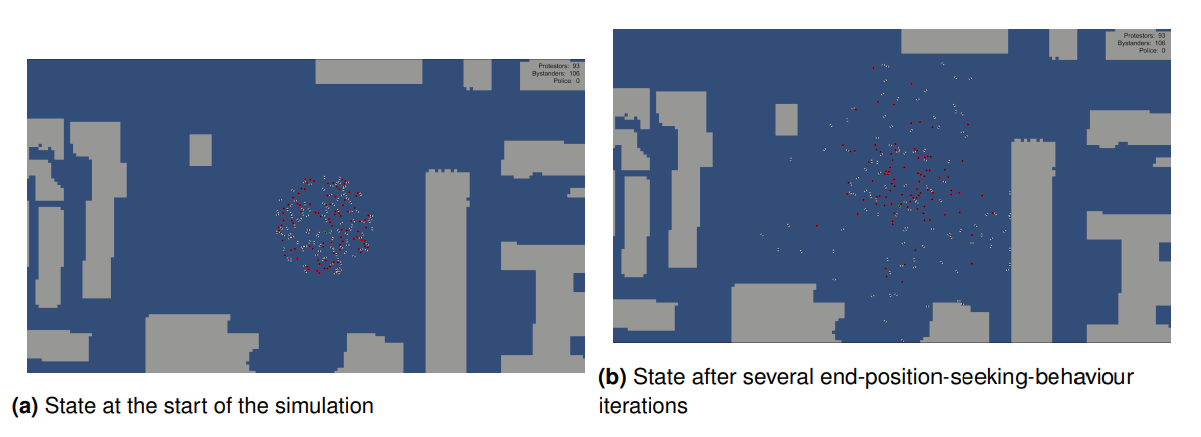 Protestors: 93
Bystanders: 106
Police: 0
Protestors: 93
Bystanders: 106
Police: 0
(a) State at the start of the simulation
(b) State after several end-position-seeking-behaviour
iterations